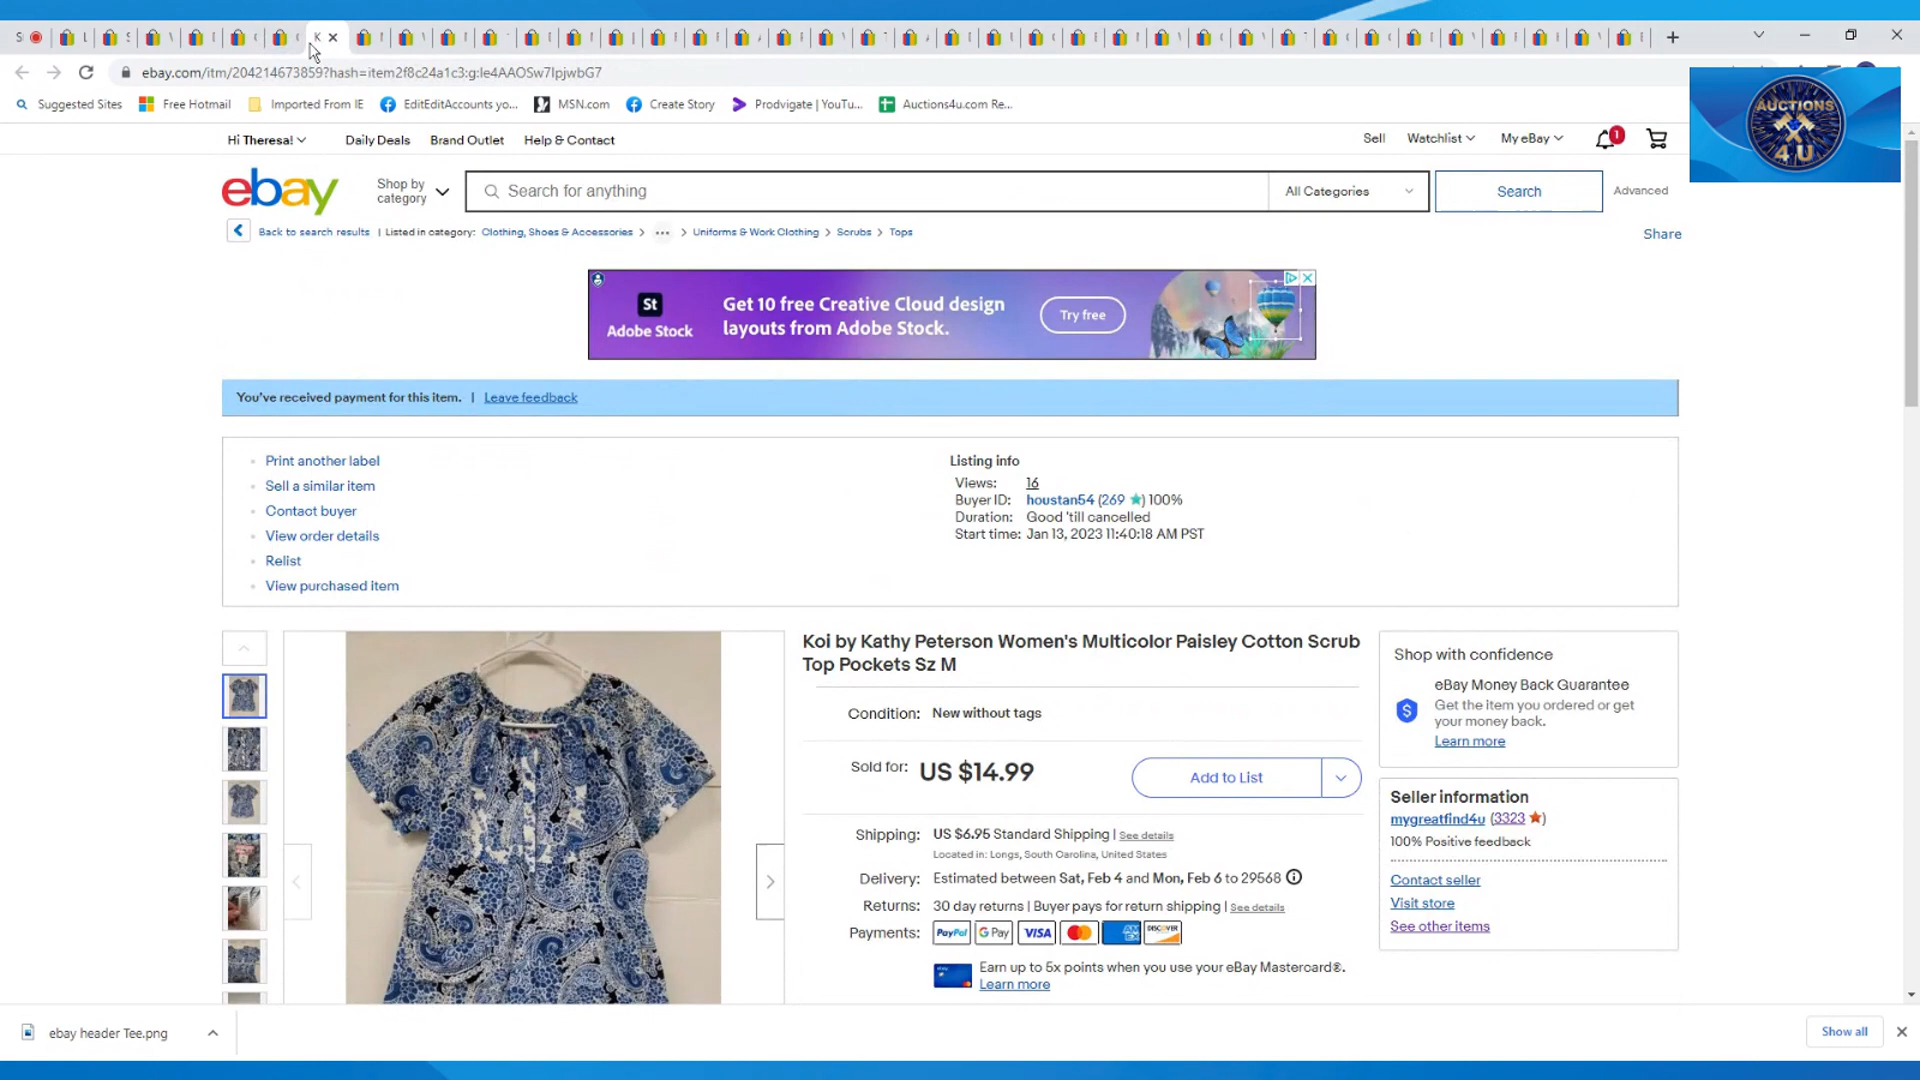 ebay.com/itm/204214673859?hash=item2f8c24a1c3:g:Ie4AAOSw7IpjwbG7
Suggested Sites Free Hotmail Imported From IE EditEditAccounts yo... MSN.com Create Story Prodvigate | YouTu... Auctions4u.com Re...
AUCTIONS
4 U
Hi Theresa! Daily Deals Brand Outlet Help & Contact Sell Watchlist My eBay 1
ebay Shop by category Search for anything All Categories Search Advanced
Back to search results | Listed in category: Clothing, Shoes & Accessories > ... > Uniforms & Work Clothing > Scrubs > Tops
Share
St
Adobe Stock
Get 10 free Creative Cloud design
layouts from Adobe Stock.
Try free
You've received payment for this item. | Leave feedback
Print another label
Sell a similar item
Contact buyer
View order details
Relist
View purchased item
Listing info
Views: 16
Buyer ID: houstan54 (269 ★) 100%
Duration: Good 'till cancelled
Start time: Jan 13, 2023 11:40:18 AM PST
Koi by Kathy Peterson Women's Multicolor Paisley Cotton Scrub
Top Pockets Sz M
Condition: New without tags
Sold for: US $14.99
Add to List
Shipping: US $6.95 Standard Shipping | See details
Located in: Longs, South Carolina, United States
Delivery: Estimated between Sat, Feb 4 and Mon, Feb 6 to 29568
Returns: 30 day returns | Buyer pays for return shipping | See details
Payments: PayPal G Pay VISA DISCOVER
Earn up to 5x points when you use your eBay Mastercard®.
Learn more
Shop with confidence
eBay Money Back Guarantee
Get the item you ordered or get
your money back.
Learn more
Seller information
mygreatfind4u (3323 ★)
100% Positive feedback
Contact seller
Visit store
See other items
ebay header Tee.png
Show all